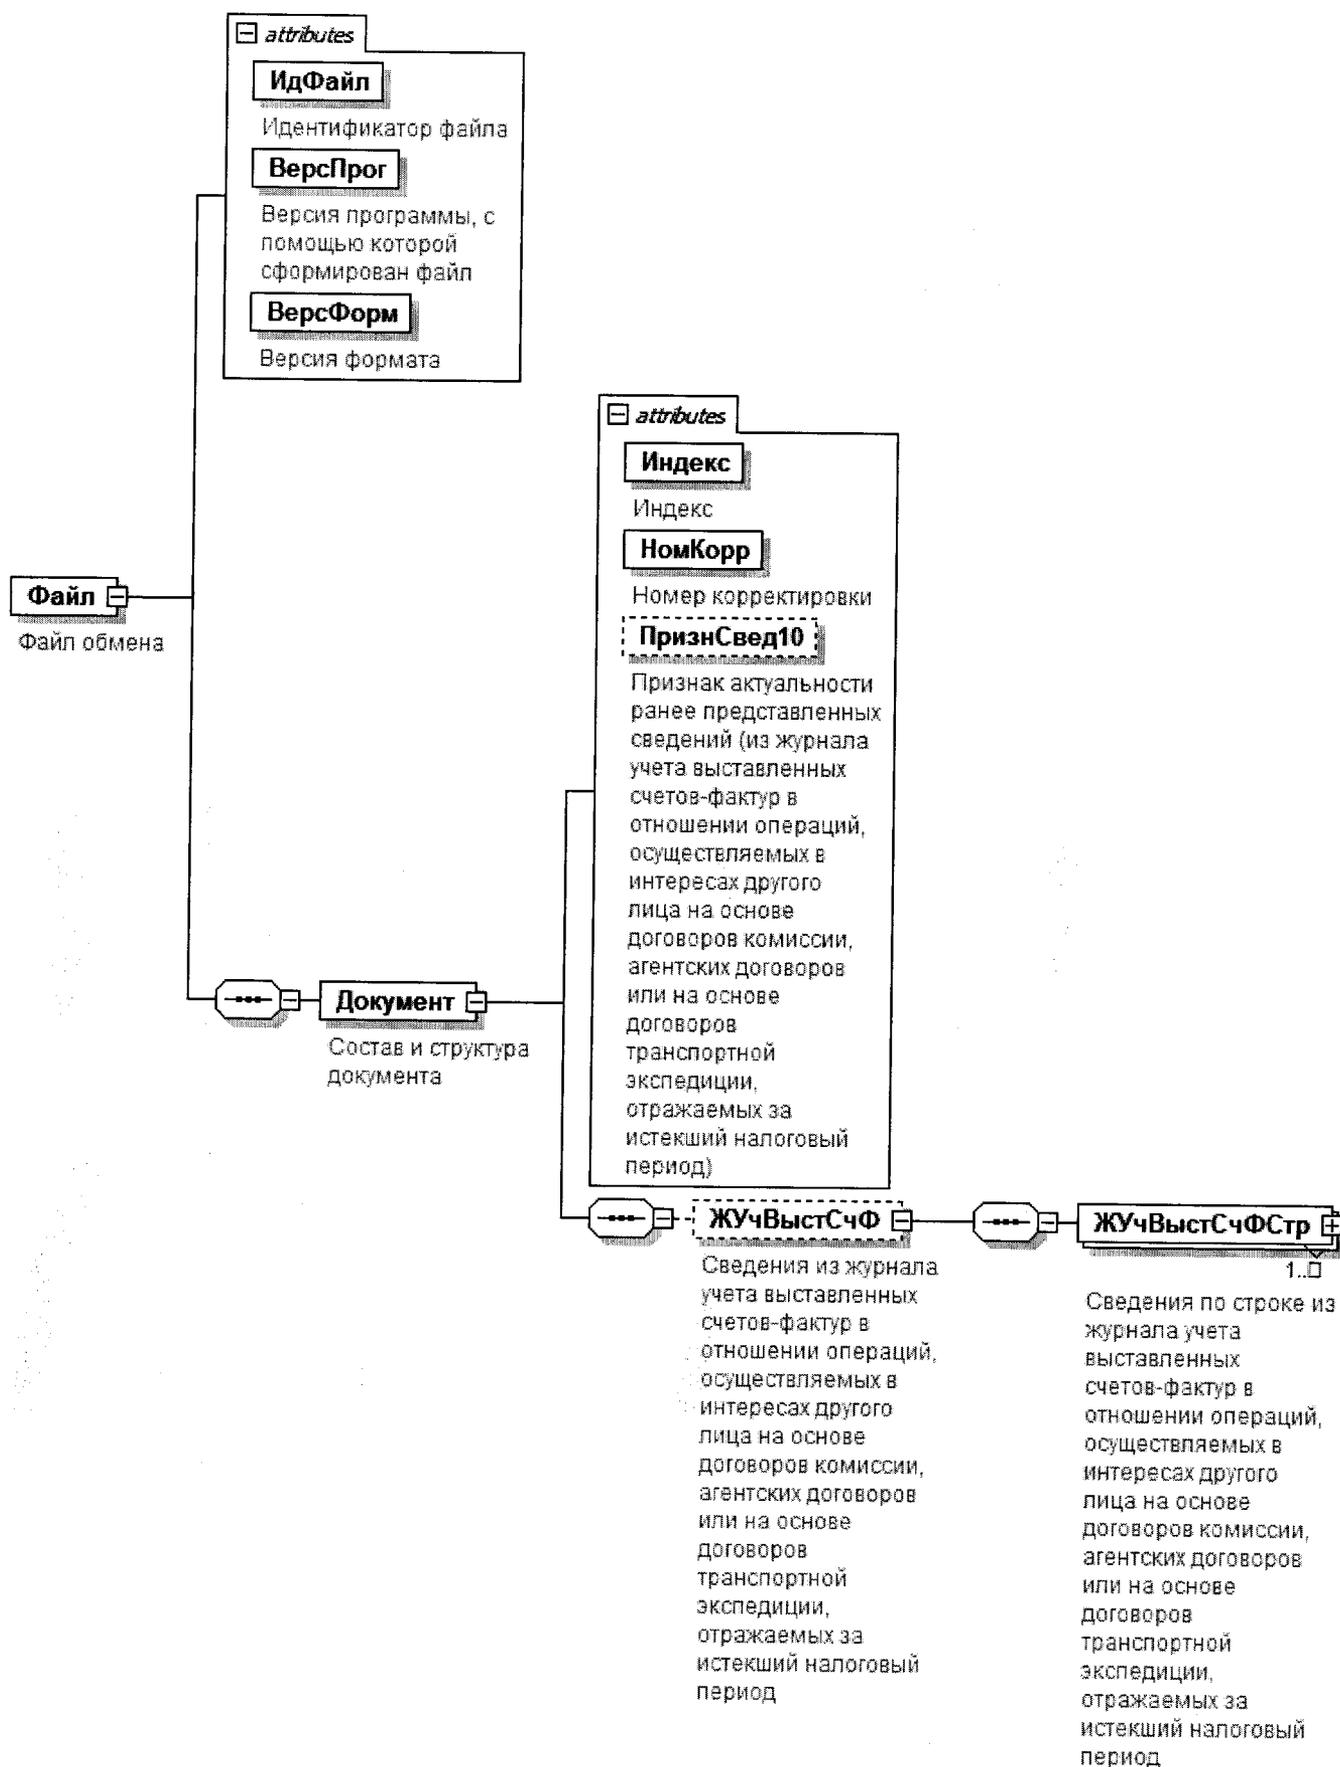 attributes
ИдФайл
Идентификатор файла
ВерсПрог
Версия программы, с
помощью которой
сформирован файл
ВерсФорм
Версия формата
Файл
Файл обмена
attributes
Индекс
Индекс
НомКорр
Номер корректировки
ПризнСвед10
Признак актуальности
ранее представленных
сведений (из журнала
учета выставленных
счетов-фактур в
отношении операций,
осуществляемых в
интересах другого
лица на основе
договоров комиссии,
агентских договоров
или на основе
договоров
транспортной
экспедиции,
отражаемых за
истекший налоговый
период)
Документ
Состав и структура
документа
ЖУчВыстСчФ
Сведения из журнала
учета выставленных
счетов-фактур в
отношении операций,
осуществляемых в
интересах другого
лица на основе
договоров комиссии,
агентских договоров
или на основе
договоров
транспортной
экспедиции,
отражаемых за
истекший налоговый
период
ЖУчВыстСчФСтр
1..□
Сведения по строке из
журнала учета
выставленных
счетов-фактур в
отношении операций,
осуществляемых в
интересах другого
лица на основе
договоров комиссии,
агентских договоров
или на основе
договоров
транспортной
экспедиции,
отражаемых за
истекший налоговый
период